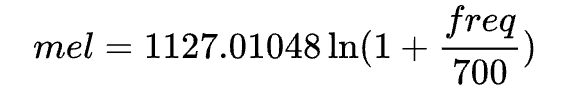 mel = 1127.01048 ln(1 + freq/700)